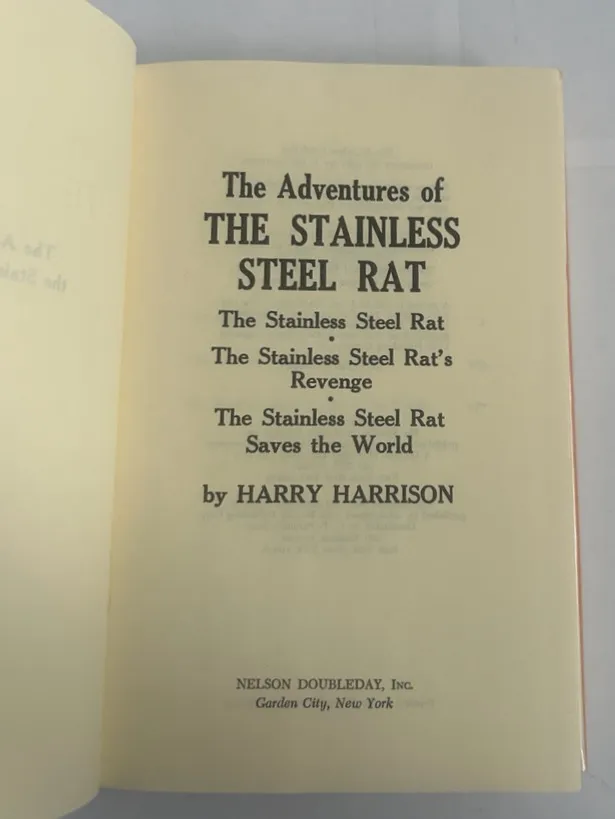 The Adventures of
THE STAINLESS
STEEL RAT
The Stainless Steel Rat
•
The Stainless Steel Rat's
Revenge
•
The Stainless Steel Rat
Saves the World
by HARRY HARRISON
NELSON DOUBLEDAY, INC.
Garden City, New York